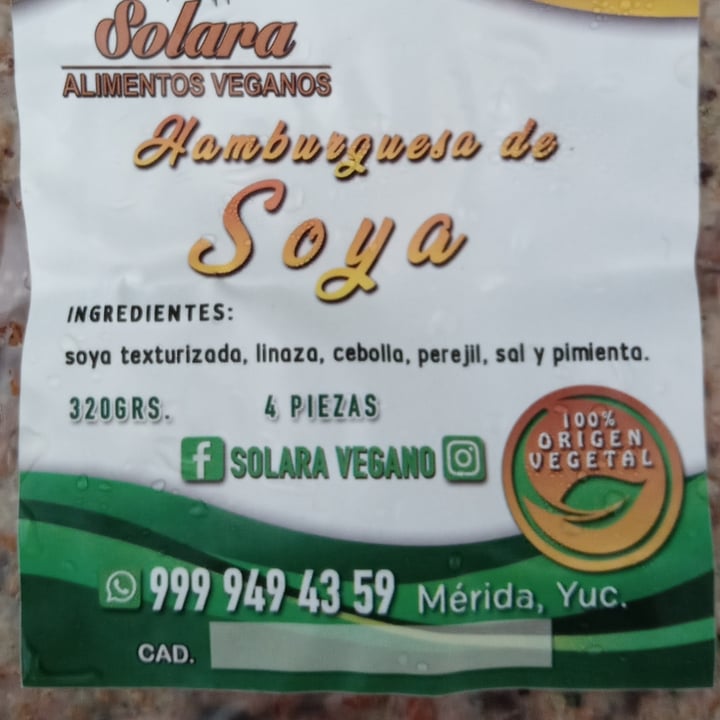 Solara
ALIMENTOS VEGANOS
Hamburguesa de
Soya
INGREDIENTES:
soya texturizada, linaza, cebolla, perejil, sal y pimienta.
320GRS. 4 PIEZAS
SOLARA VEGANO
100%
ORIGEN
VEGETAL
999 949 43 59 Mérida, Yuc.
CAD.